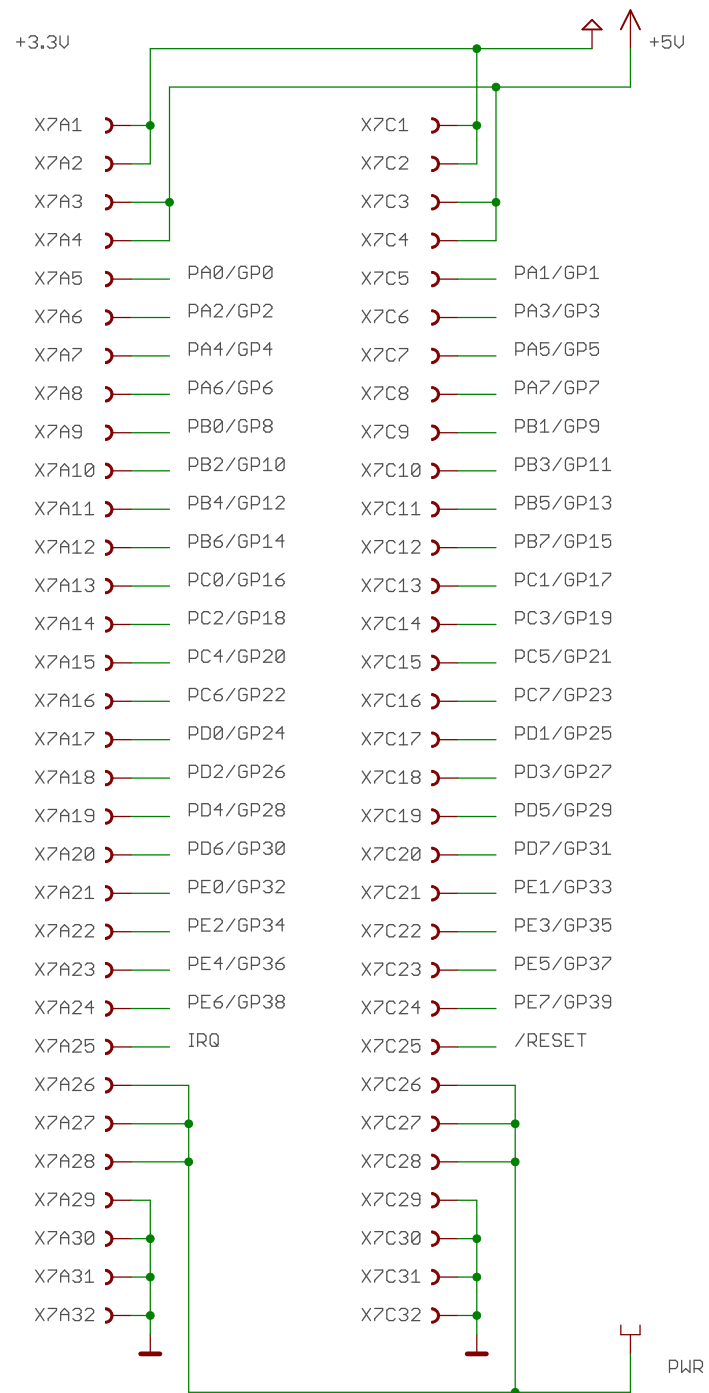 +3.3V +5V
X7A1 X7C1
X7A2 X7C2
X7A3 X7C3
X7A4 X7C4
X7A5 PA0/GP0 X7C5 PA1/GP1
X7A6 PA2/GP2 X7C6 PA3/GP3
X7A7 PA4/GP4 X7C7 PA5/GP5
X7A8 PA6/GP6 X7C8 PA7/GP7
X7A9 PB0/GP8 X7C9 PB1/GP9
X7A10 PB2/GP10 X7C10 PB3/GP11
X7A11 PB4/GP12 X7C11 PB5/GP13
X7A12 PB6/GP14 X7C12 PB7/GP15
X7A13 PC0/GP16 X7C13 PC1/GP17
X7A14 PC2/GP18 X7C14 PC3/GP19
X7A15 PC4/GP20 X7C15 PC5/GP21
X7A16 PC6/GP22 X7C16 PC7/GP23
X7A17 PD0/GP24 X7C17 PD1/GP25
X7A18 PD2/GP26 X7C18 PD3/GP27
X7A19 PD4/GP28 X7C19 PD5/GP29
X7A20 PD6/GP30 X7C20 PD7/GP31
X7A21 PE0/GP32 X7C21 PE1/GP33
X7A22 PE2/GP34 X7C22 PE3/GP35
X7A23 PE4/GP36 X7C23 PE5/GP37
X7A24 PE6/GP38 X7C24 PE7/GP39
X7A25 IRQ X7C25 /RESET
X7A26 X7C26
X7A27 X7C27
X7A28 X7C28
X7A29 X7C29
X7A30 X7C30
X7A31 X7C31
X7A32 X7C32
PWR